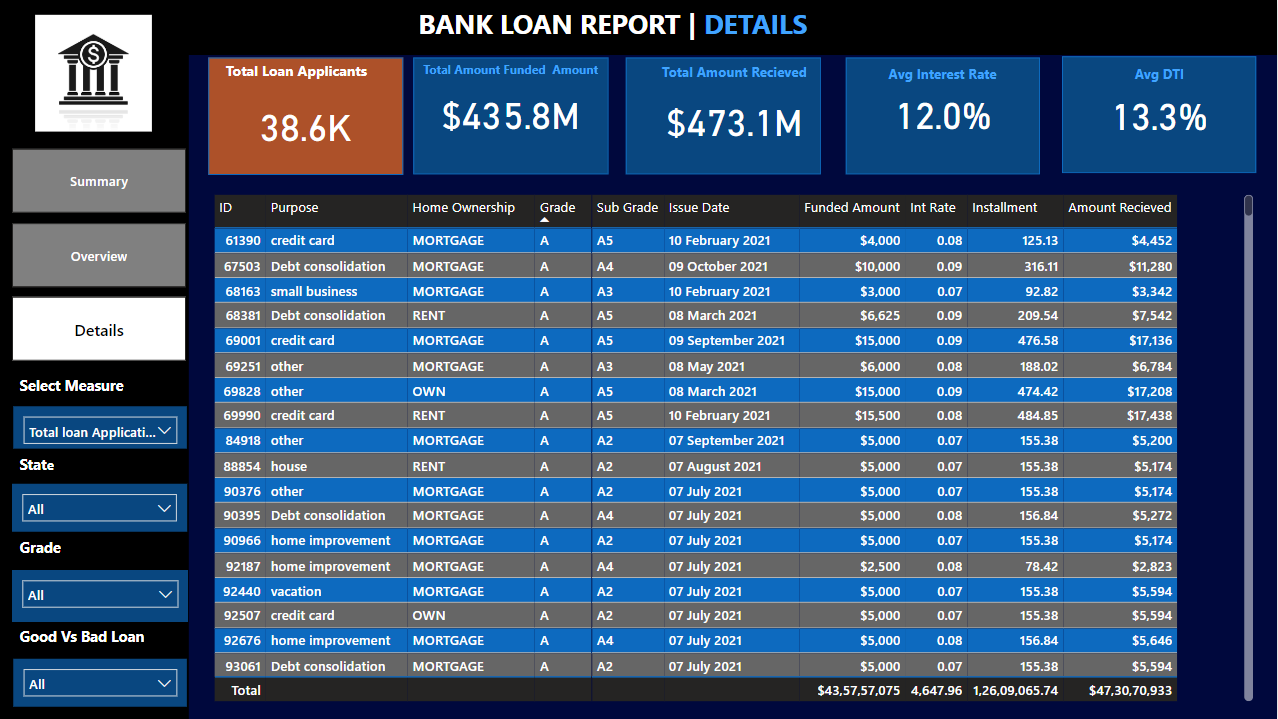 BANK LOAN REPORT | DETAILS
$
Total Loan Applicants
38.6K
Total Amount Funded Amount
$435.8M
Total Amount Recieved
$473.1M
Avg Interest Rate
12.0%
Avg DTI
13.3%
Summary
Overview
Details
Select Measure
Total loan Applicati...
State
All
Grade
All
Good Vs Bad Loan
All
ID Purpose Home Ownership Grade Sub Grade Issue Date Funded Amount Int Rate Installment Amount Recieved
61390 credit card MORTGAGE A A5 10 February 2021 $4,000 0.08 125.13 $4,452
67503 Debt consolidation MORTGAGE A A4 09 October 2021 $10,000 0.09 316.11 $11,280
68163 small business MORTGAGE A A3 10 February 2021 $3,000 0.07 92.82 $3,342
68381 Debt consolidation RENT A A5 08 March 2021 $6,625 0.09 209.54 $7,542
69001 credit card MORTGAGE A A5 09 September 2021 $15,000 0.09 476.58 $17,136
69251 other MORTGAGE A A3 08 May 2021 $6,000 0.08 188.02 $6,784
69828 other OWN A A5 08 March 2021 $15,000 0.09 474.42 $17,208
69990 credit card RENT A A5 10 February 2021 $15,500 0.08 484.85 $17,438
84918 other MORTGAGE A A2 07 September 2021 $5,000 0.07 155.38 $5,200
88854 house RENT A A2 07 August 2021 $5,000 0.07 155.38 $5,174
90376 other MORTGAGE A A2 07 July 2021 $5,000 0.07 155.38 $5,174
90395 Debt consolidation MORTGAGE A A4 07 July 2021 $5,000 0.08 156.84 $5,272
90966 home improvement MORTGAGE A A2 07 July 2021 $5,000 0.07 155.38 $5,174
92187 home improvement MORTGAGE A A4 07 July 2021 $2,500 0.08 78.42 $2,823
92440 vacation MORTGAGE A A2 07 July 2021 $5,000 0.07 155.38 $5,594
92507 credit card OWN A A2 07 July 2021 $5,000 0.07 155.38 $5,594
92676 home improvement MORTGAGE A A4 07 July 2021 $5,000 0.08 156.84 $5,646
93061 Debt consolidation MORTGAGE A A2 07 July 2021 $5,000 0.07 155.38 $5,594
Total $43,57,57,075 4,647.96 1,26,09,065.74 $47,30,70,933